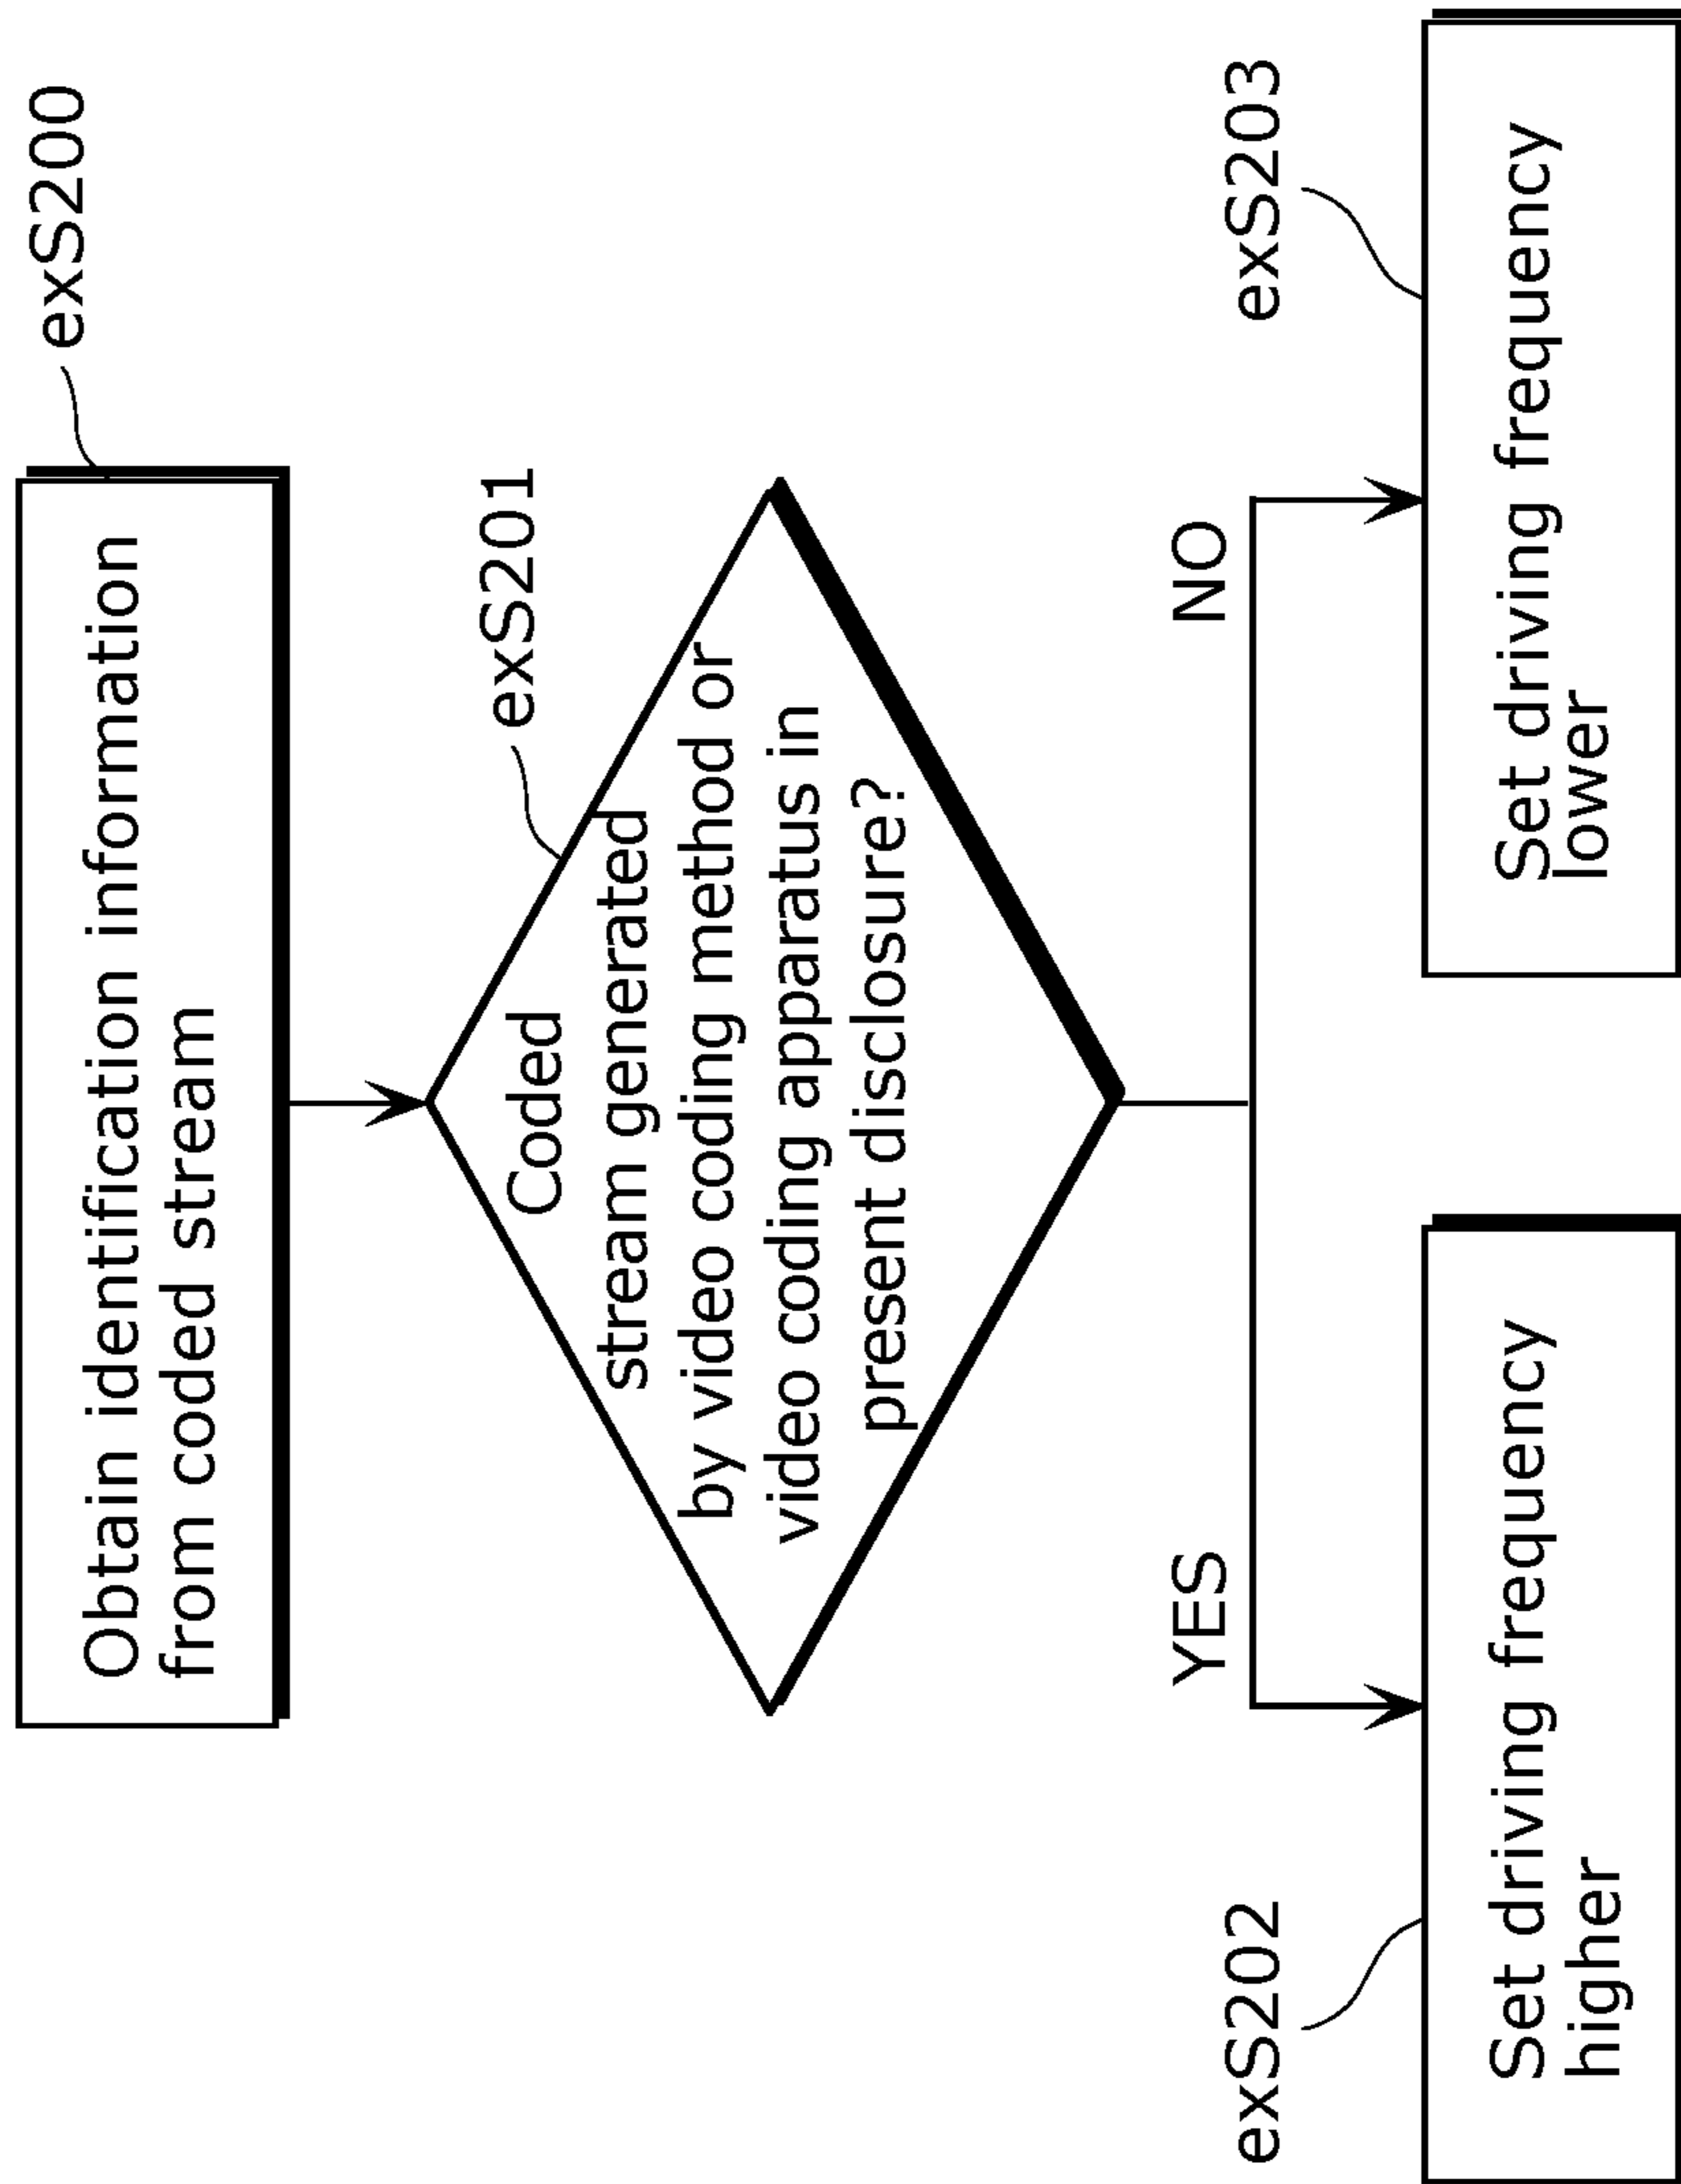 exS200
Obtain identification information
from coded stream
exS201
Coded
stream generated
by video coding method or
video coding apparatus in
present disclosure?
YES
NO
exS202
exS203
Set driving frequency
higher
Set driving frequency
lower